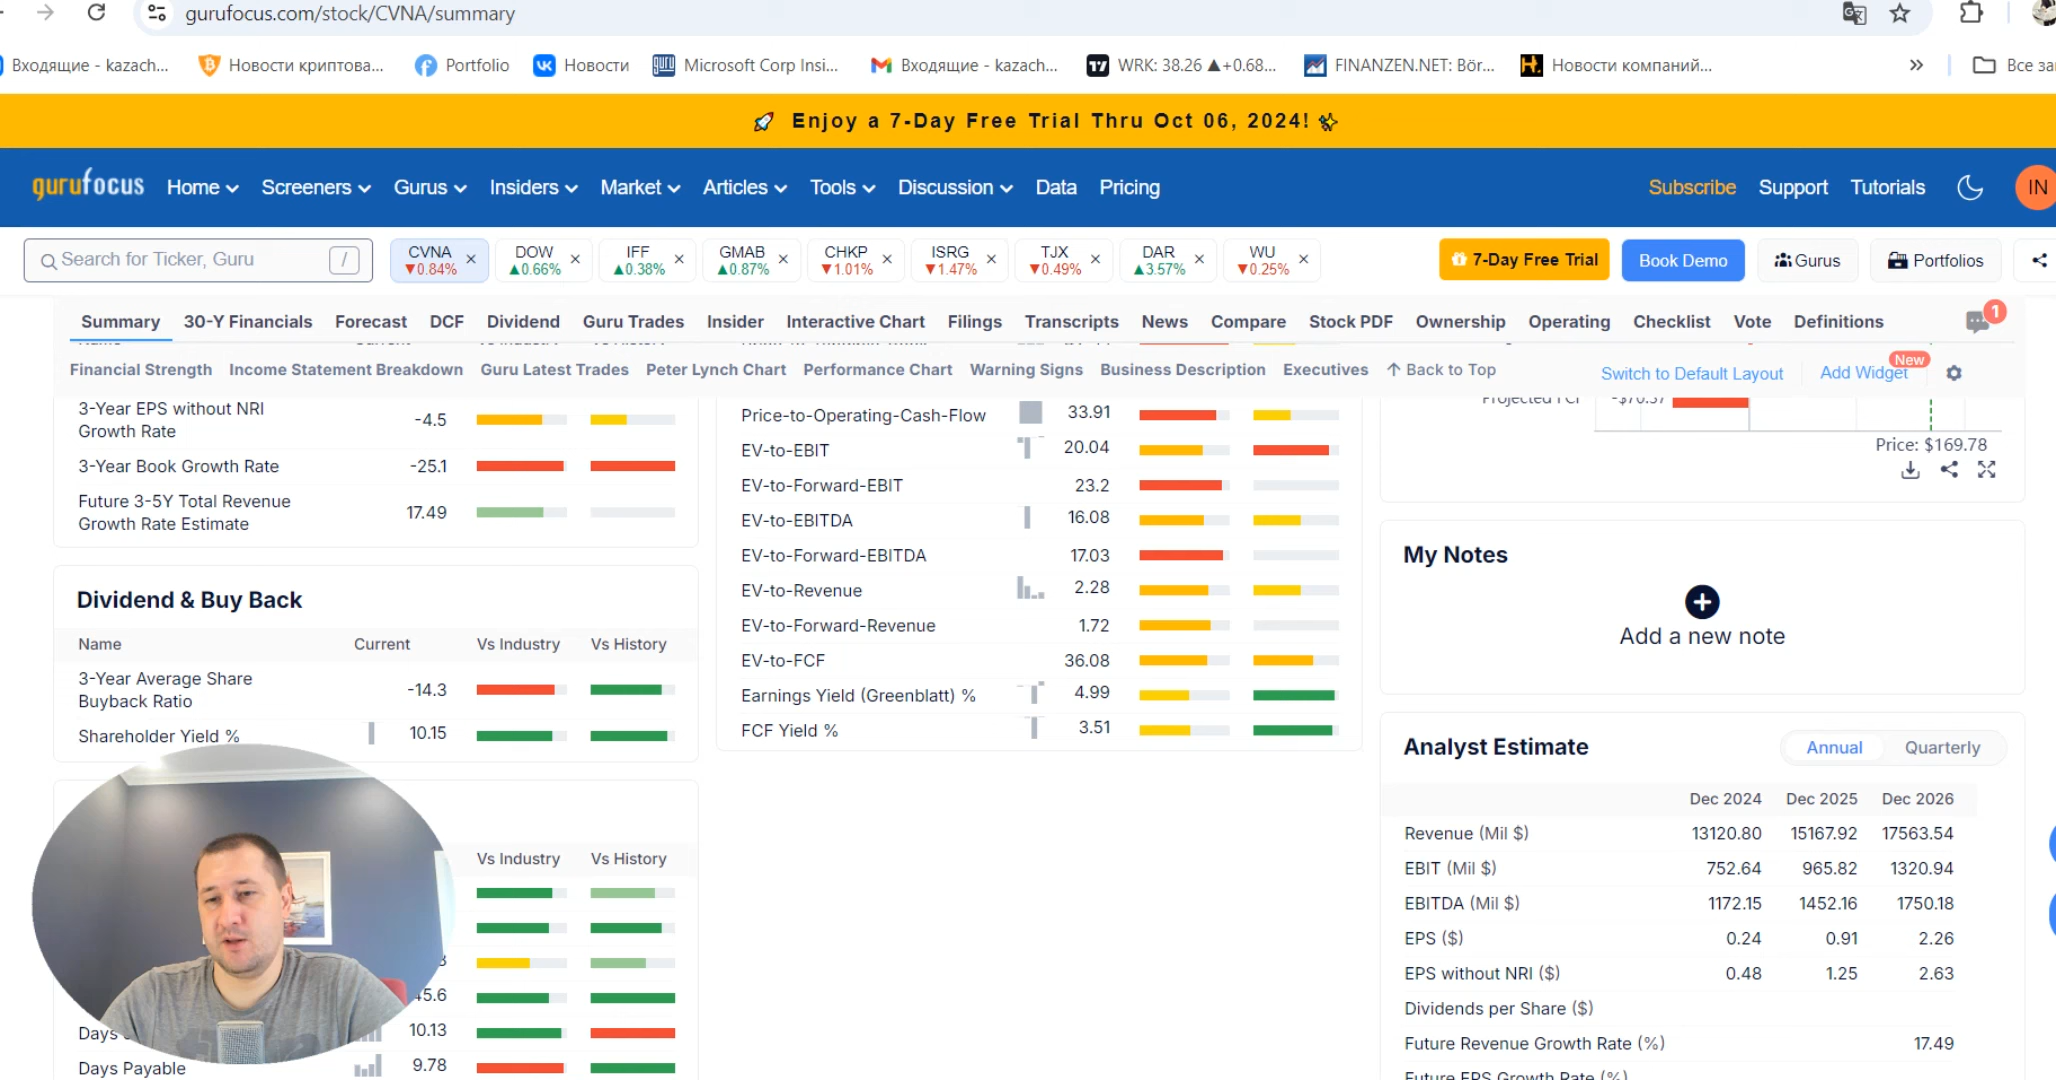 gurufocus.com/stock/CVNA/summary
Входящие - kazach...
Новости криптова...
Portfolio
Новости
Microsoft Corp Insi...
Входящие - kazach...
WRK: 38.26 ▲+0.68...
FINANZEN.NET: Bör...
Новости компаний...
»
Все за
Enjoy a 7-Day Free Trial Thru Oct 06, 2024!
gurufocus
Home
Screeners
Gurus
Insiders
Market
Articles
Tools
Discussion
Data
Pricing
Subscribe
Support
Tutorials
IN
Search for Ticker, Guru
/
CVNA
▼0.84%
DOW
▲0.66%
IFF
▲0.38%
GMAB
▲0.87%
CHKP
▼1.01%
ISRG
▼1.47%
TJX
▼0.49%
DAR
▲3.57%
WU
▼0.25%
7-Day Free Trial
Book Demo
Gurus
Portfolios
Summary
30-Y Financials
Forecast
DCF
Dividend
Guru Trades
Insider
Interactive Chart
Filings
Transcripts
News
Compare
Stock PDF
Ownership
Operating
Checklist
Vote
Definitions
1
Financial Strength
Income Statement Breakdown
Guru Latest Trades
Peter Lynch Chart
Performance Chart
Warning Signs
Business Description
Executives
↑ Back to Top
Switch to Default Layout
Add Widget
New
3-Year EPS without NRI
Growth Rate
-4.5
3-Year Book Growth Rate -25.1
Future 3-5Y Total Revenue
Growth Rate Estimate
17.49
Dividend & Buy Back
Name Current Vs Industry Vs History
3-Year Average Share
Buyback Ratio
-14.3
Shareholder Yield % 10.15
Vs Industry Vs History
45.6
Days
10.13
Days Payable 9.78
Price-to-Operating-Cash-Flow 33.91
EV-to-EBIT 20.04
EV-to-Forward-EBIT 23.2
EV-to-EBITDA 16.08
EV-to-Forward-EBITDA 17.03
EV-to-Revenue 2.28
EV-to-Forward-Revenue 1.72
EV-to-FCF 36.08
Earnings Yield (Greenblatt) % 4.99
FCF Yield % 3.51
Projected FCF
Price: $169.78
My Notes
Add a new note
Analyst Estimate
Annual Quarterly
Dec 2024 Dec 2025 Dec 2026
Revenue (Mil $) 13120.80 15167.92 17563.54
EBIT (Mil $) 752.64 965.82 1320.94
EBITDA (Mil $) 1172.15 1452.16 1750.18
EPS ($) 0.24 0.91 2.26
EPS without NRI ($) 0.48 1.25 2.63
Dividends per Share ($)
Future Revenue Growth Rate (%) 17.49
Future EPS Growth Rate (%)